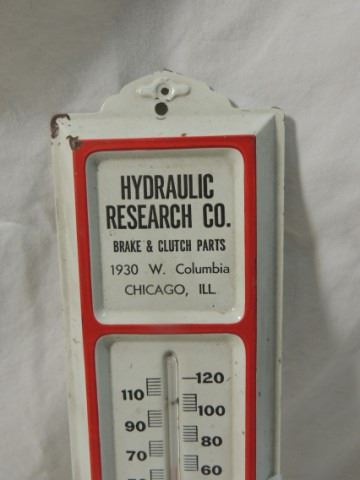 HYDRAULIC
RESEARCH CO.
BRAKE & CLUTCH PARTS
1930 W. Columbia
CHICAGO, ILL
120
110
100
90
80
70
60